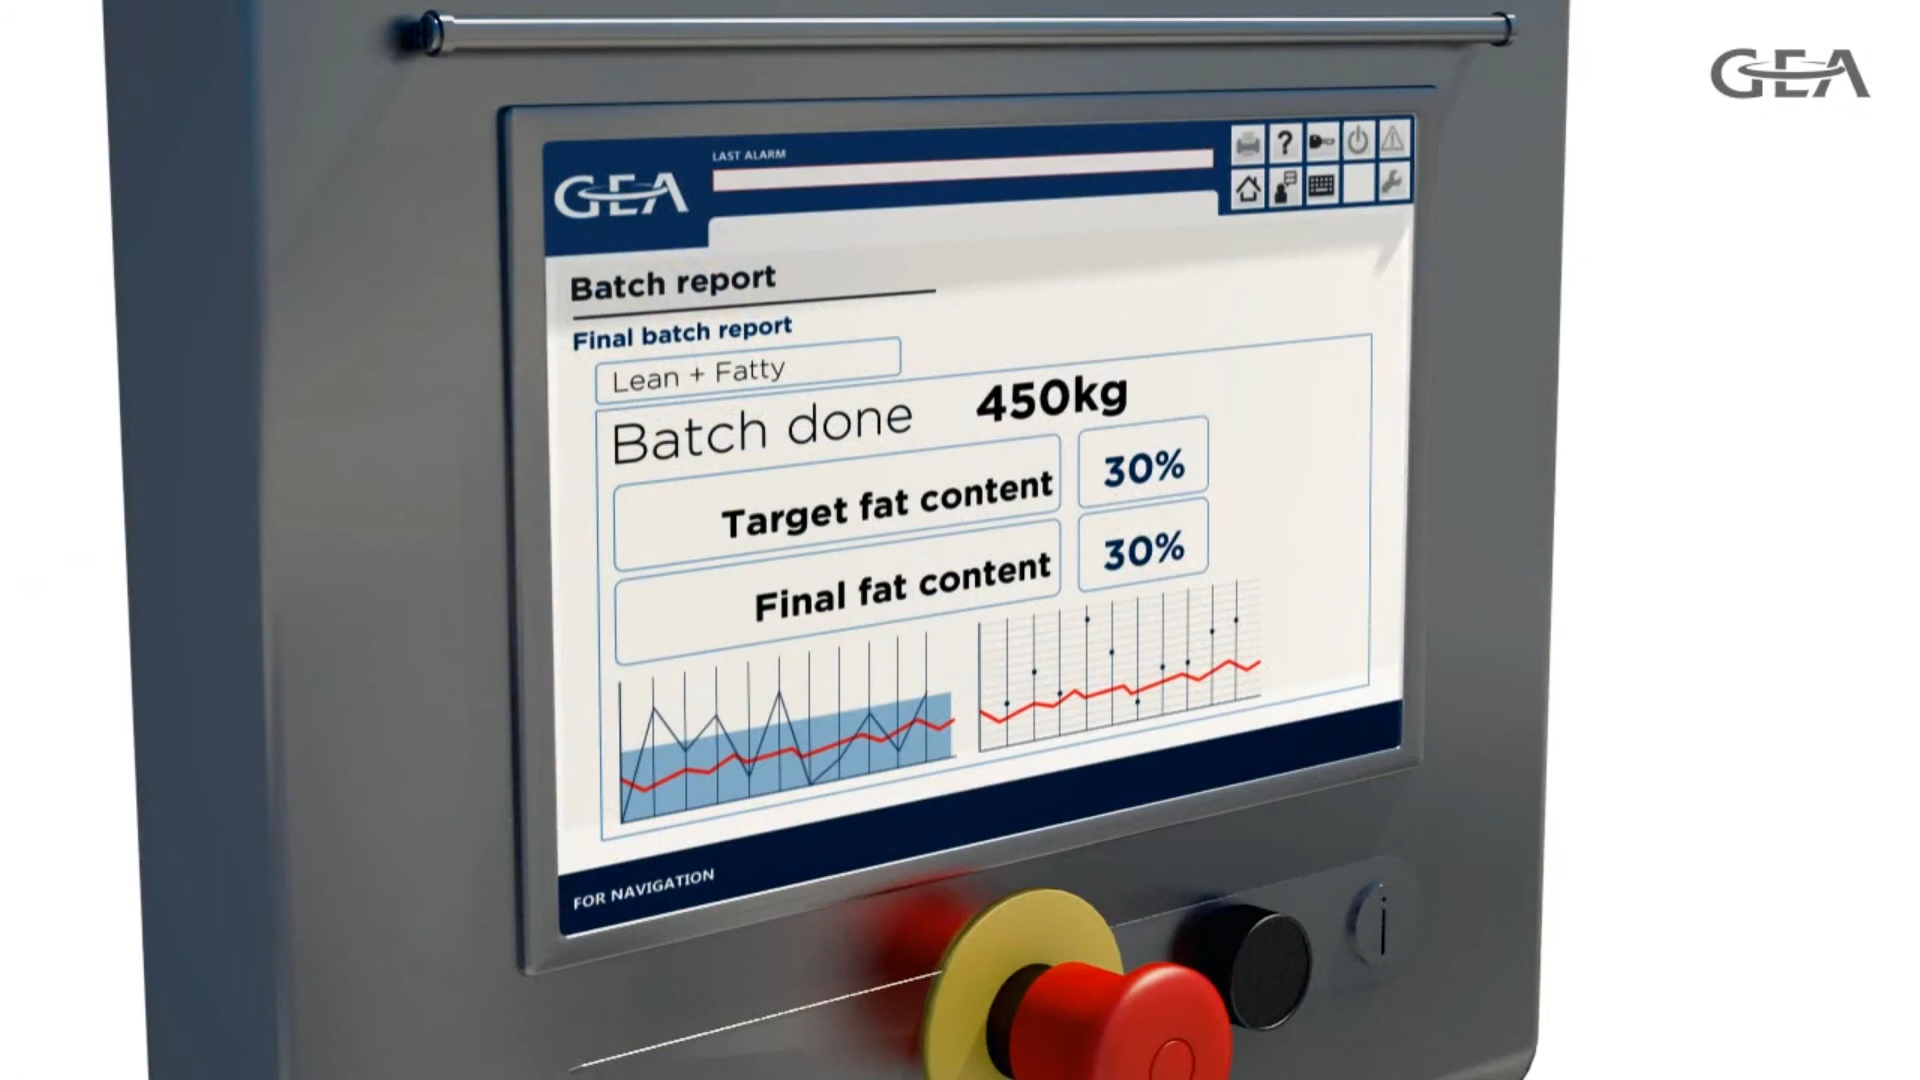 GEA
LAST ALARM
GEA
?
Batch report
Final batch report
Lean + Fatty
Batch done 450kg
Target fat content 30%
Final fat content 30%
FOR NAVIGATION